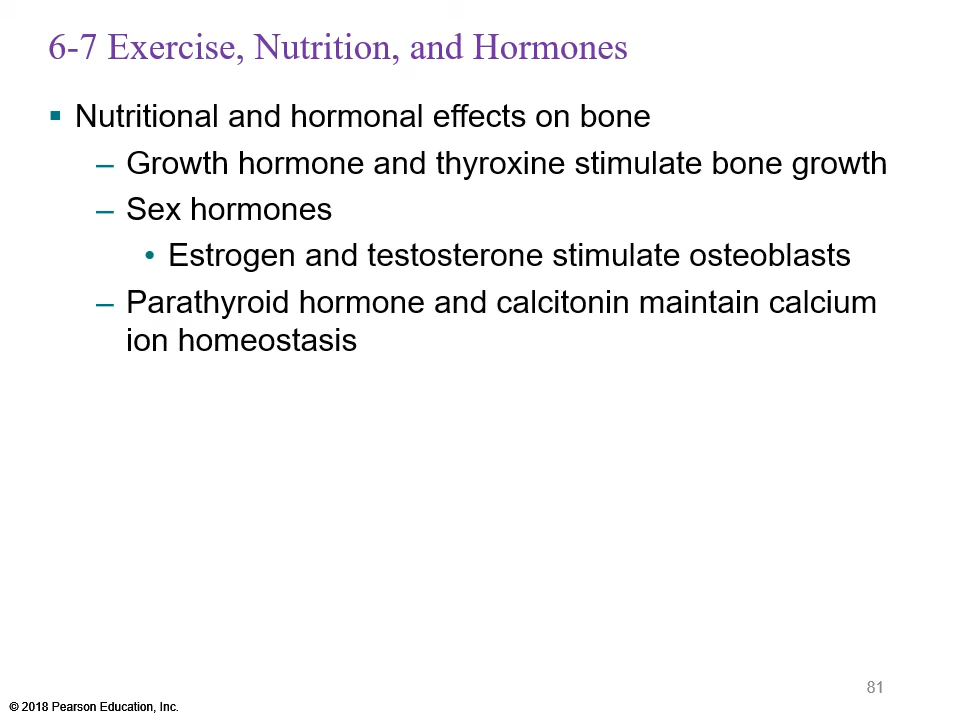 6-7 Exercise, Nutrition, and Hormones
▪ Nutritional and hormonal effects on bone
– Growth hormone and thyroxine stimulate bone growth
– Sex hormones
• Estrogen and testosterone stimulate osteoblasts
– Parathyroid hormone and calcitonin maintain calcium
ion homeostasis
81
© 2018 Pearson Education, Inc.